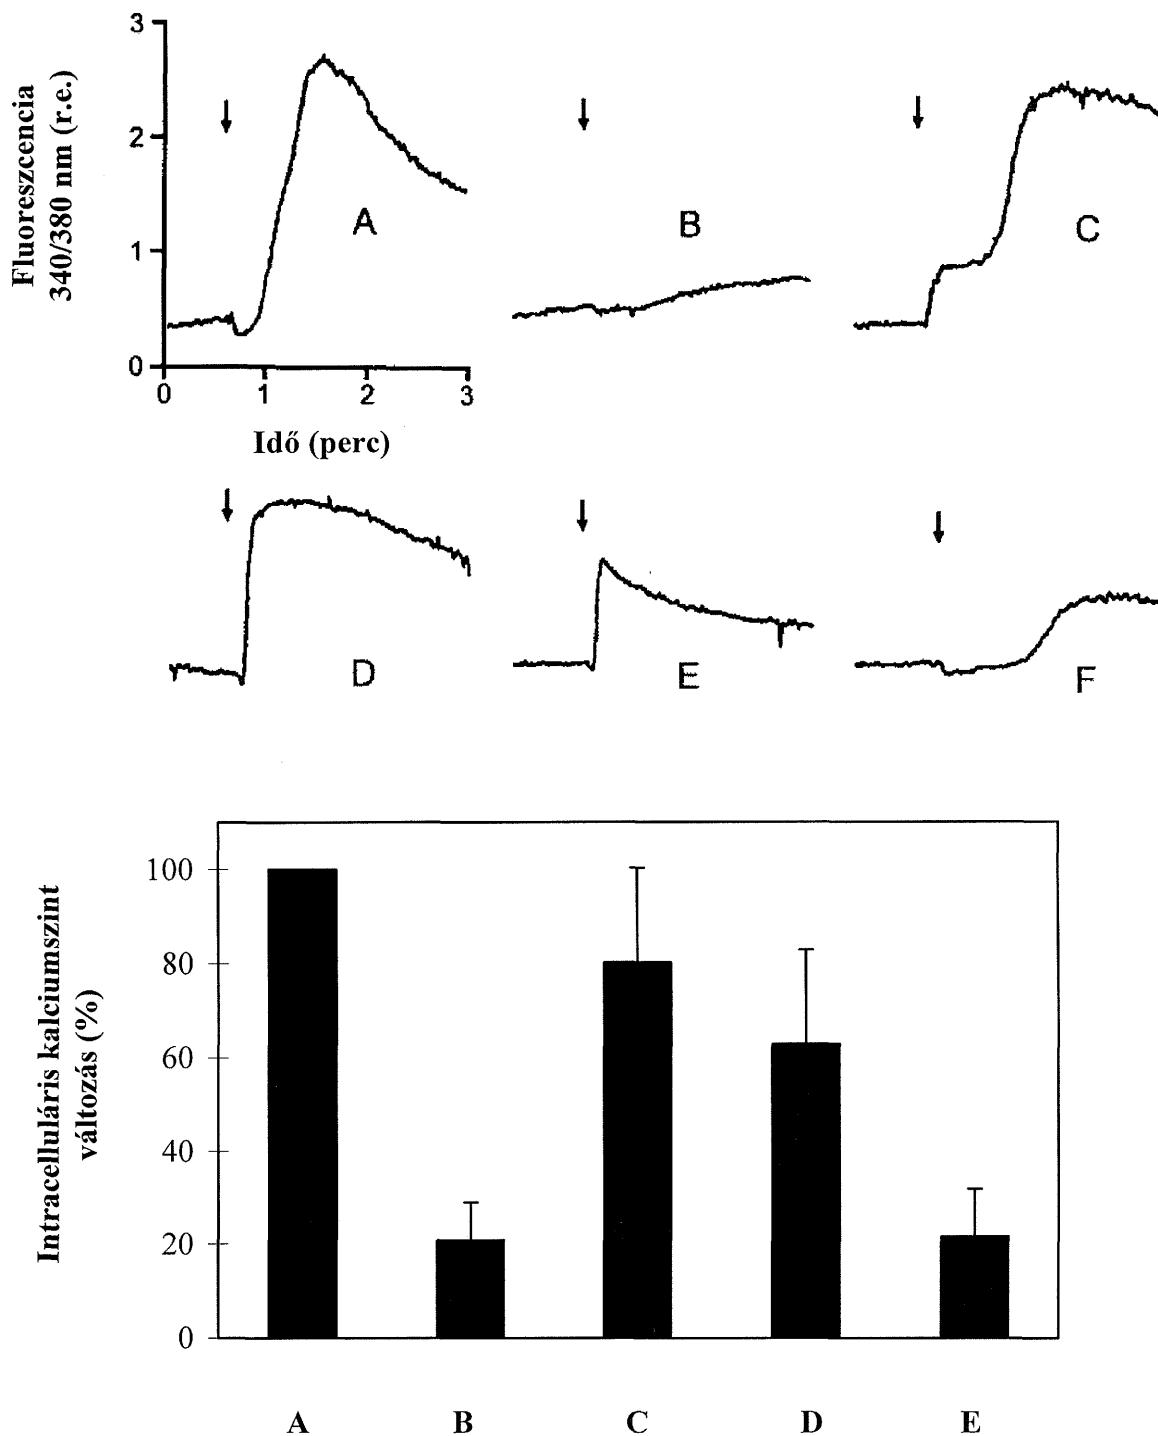 Fluoreszcencia
340/380 nm (r.e.)
3
2
1
0
A
B
C
0 1 2 3
Idő (perc)
D
E
F
Intracelluláris kalciumszint
változás (%)
100
80
60
40
20
0
A B C D E